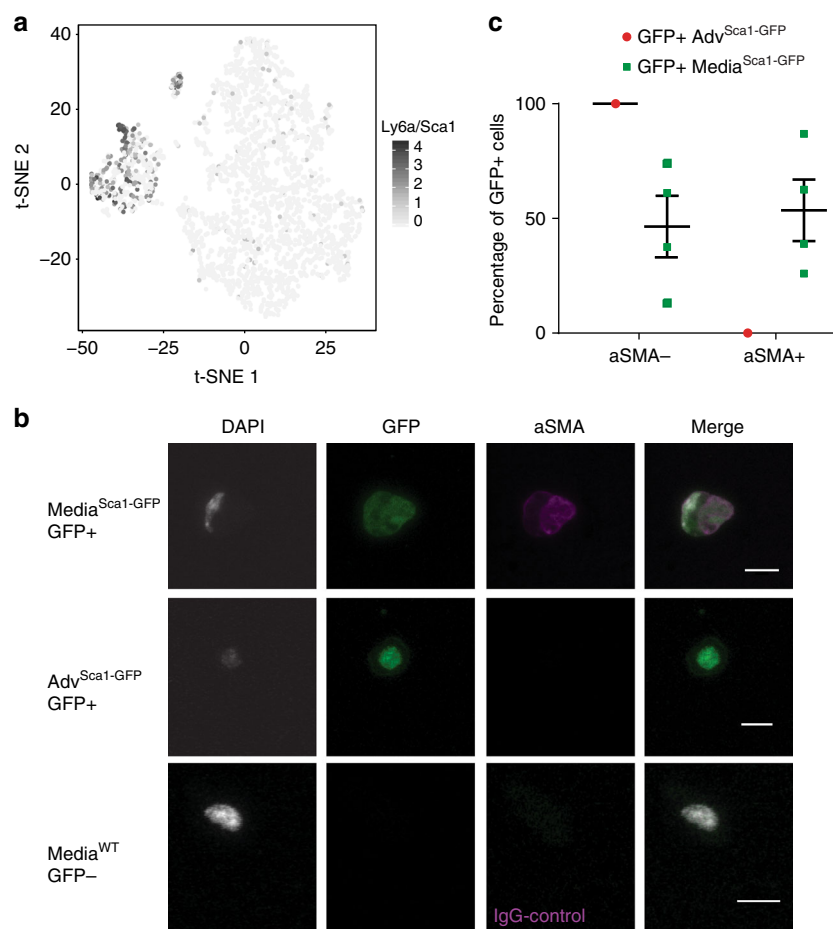 a
40
20
0
−20
t-SNE 2
−50
−25
0
25
t-SNE 1
Ly6a/Sca1
4
3
2
1
0
c
GFP+ Adv^Sca1-GFP
GFP+ Media^Sca1-GFP
Percentage of GFP+ cells
100
50
0
aSMA−
aSMA+
b
DAPI
GFP
aSMA
Merge
Media^Sca1-GFP
GFP+
Adv^Sca1-GFP
GFP+
Media^WT
GFP−
IgG-control